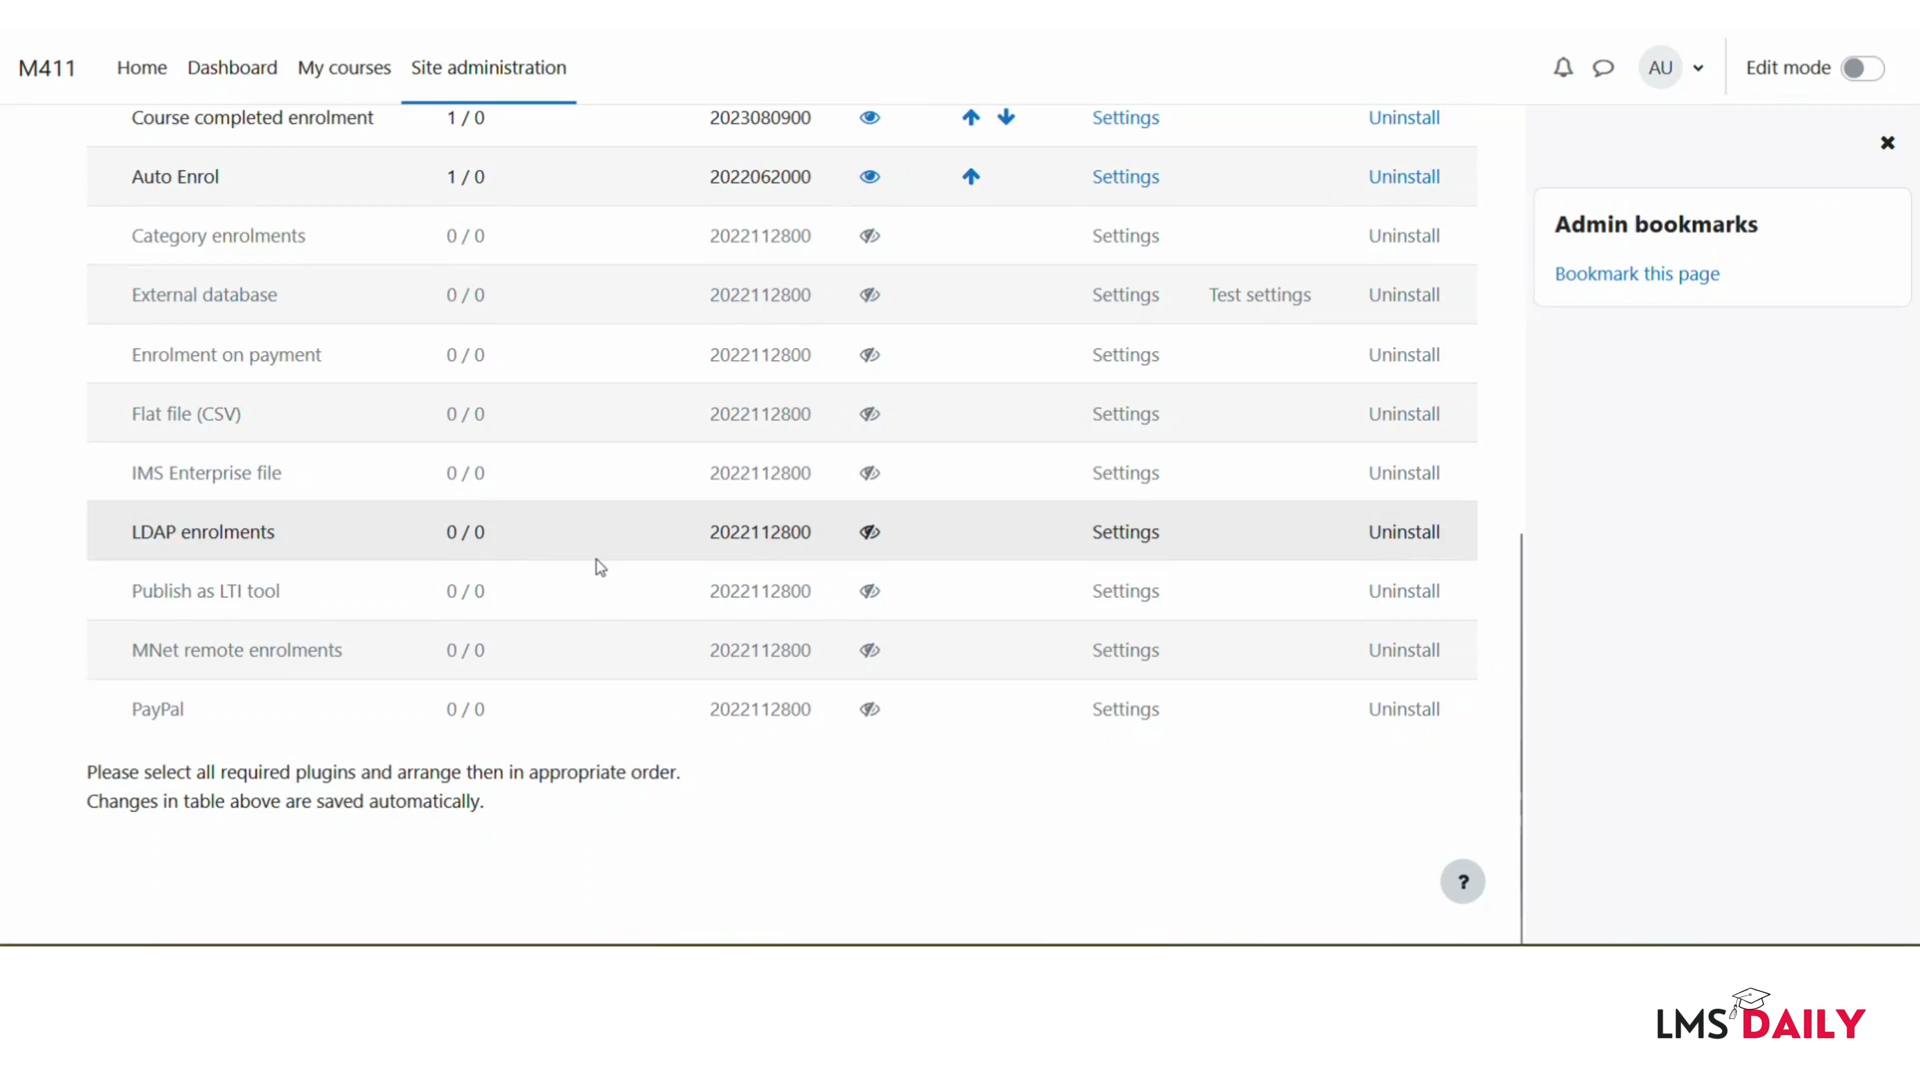 M411 Home Dashboard My courses Site administration AU Edit mode
Course completed enrolment 1 / 0 2023080900 Settings Uninstall
Auto Enrol 1 / 0 2022062000 Settings Uninstall
Category enrolments 0 / 0 2022112800 Settings Uninstall
External database 0 / 0 2022112800 Settings Test settings Uninstall
Enrolment on payment 0 / 0 2022112800 Settings Uninstall
Flat file (CSV) 0 / 0 2022112800 Settings Uninstall
IMS Enterprise file 0 / 0 2022112800 Settings Uninstall
LDAP enrolments 0 / 0 2022112800 Settings Uninstall
Publish as LTI tool 0 / 0 2022112800 Settings Uninstall
MNet remote enrolments 0 / 0 2022112800 Settings Uninstall
PayPal 0 / 0 2022112800 Settings Uninstall
Please select all required plugins and arrange then in appropriate order.
Changes in table above are saved automatically.
Admin bookmarks
Bookmark this page
?
LMS DAILY